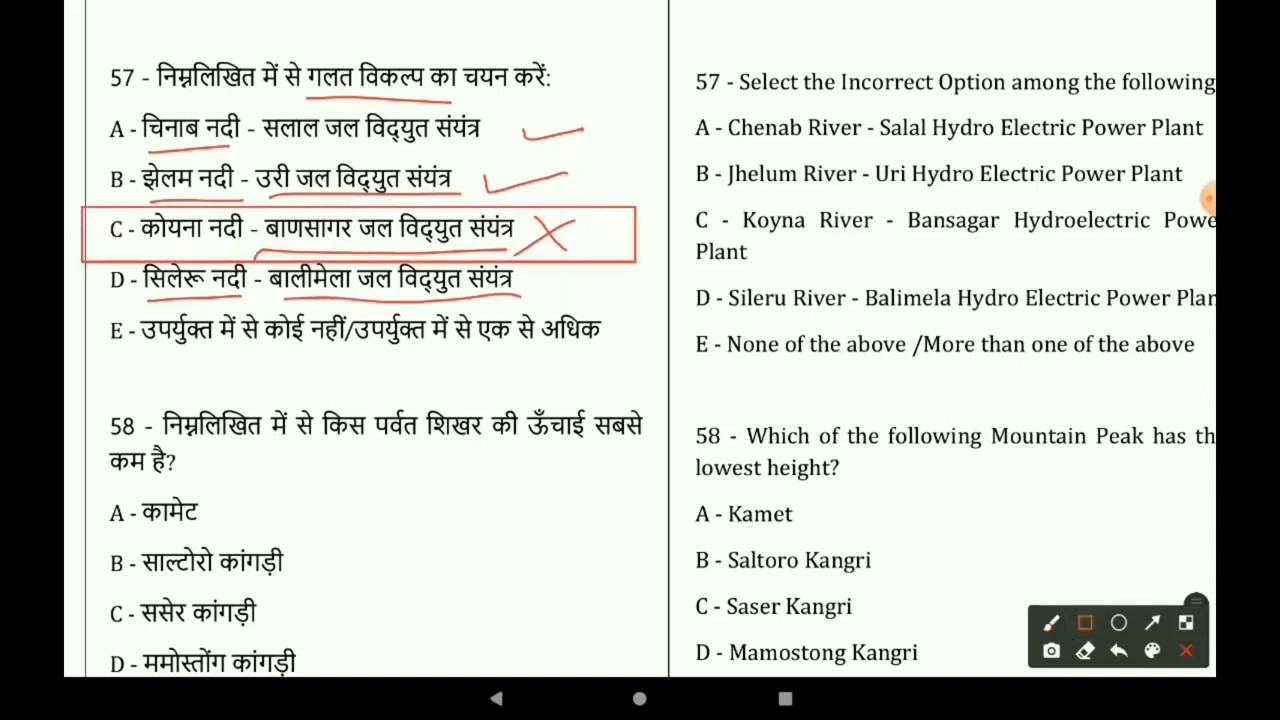 57 - निम्नलिखित में से गलत विकल्प का चयन करें:
A - चिनाब नदी - सलाल जल विद्युत संयंत्र
B - झेलम नदी - उरी जल विद्युत संयंत्र
C - कोयना नदी - बाणसागर जल विद्युत संयंत्र
D - सिलेरू नदी - बालीमेला जल विद्युत संयंत्र
E - उपर्युक्त में से कोई नहीं/उपर्युक्त में से एक से अधिक
58 - निम्नलिखित में से किस पर्वत शिखर की ऊँचाई सबसे
कम है?
A - कामेट
B - साल्टोरो कांगड़ी
C - ससेर कांगड़ी
D - ममोस्तोंग कांगड़ी
57 - Select the Incorrect Option among the following
A - Chenab River - Salal Hydro Electric Power Plant
B - Jhelum River - Uri Hydro Electric Power Plant
C - Koyna River - Bansagar Hydroelectric Powe
Plant
D - Sileru River - Balimela Hydro Electric Power Plan
E - None of the above /More than one of the above
58 - Which of the following Mountain Peak has th
lowest height?
A - Kamet
B - Saltoro Kangri
C - Saser Kangri
D - Mamostong Kangri